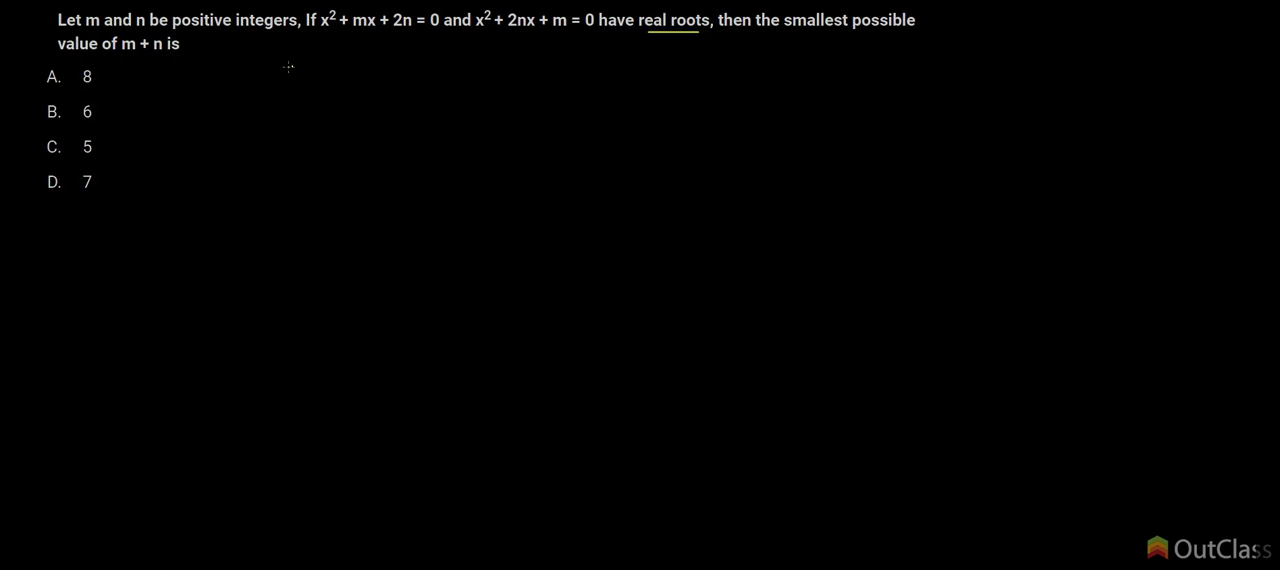 Let m and n be positive integers, If x² + mx + 2n = 0 and x² + 2nx + m = 0 have real roots, then the smallest possible
value of m + n is
A. 8
B. 6
C. 5
D. 7
OutClass